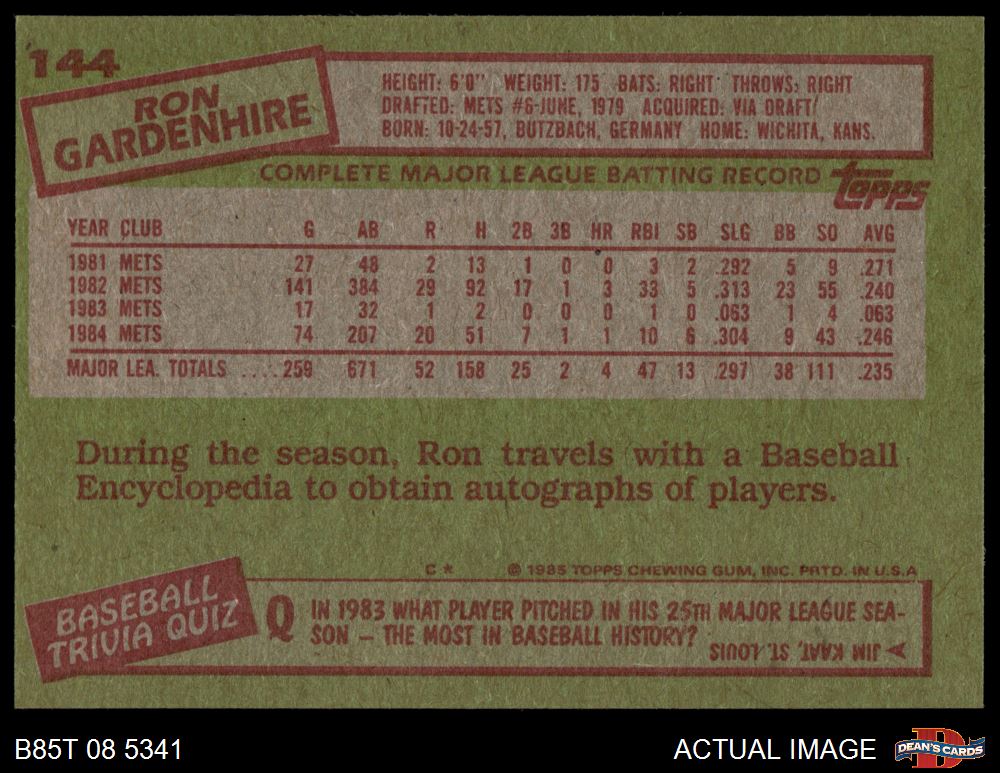 144
RON
GARDENHIRE
HEIGHT: 6'0" WEIGHT: 175 BATS: RIGHT THROWS: RIGHT
DRAFTED: METS #6-JUNE, 1979 ACQUIRED: VIA DRAFT
BORN: 10-24-57, BUTZBACH, GERMANY HOME: WICHITA, KANS.
COMPLETE MAJOR LEAGUE BATTING RECORD topps
YEAR CLUB G AB R H 2B 3B HR RBI SB SLG BB SO AVG
1981 METS 27 48 2 13 1 0 0 3 2 .292 5 9 .271
1982 METS 141 384 29 92 17 1 3 33 5 .313 23 55 .240
1983 METS 17 32 1 2 0 0 0 1 0 .063 1 4 .063
1984 METS 74 207 20 51 7 1 1 10 6 .304 9 43 .246
MAJOR LEA. TOTALS ....259 671 52 158 25 2 4 47 13 .297 38 111 .235
During the season, Ron travels with a Baseball
Encyclopedia to obtain autographs of players.
C* © 1985 TOPPS CHEWING GUM, INC. PRTD. IN U.S.A
BASEBALL
TRIVIA QUIZ
Q IN 1983 WHAT PLAYER PITCHED IN HIS 25TH MAJOR LEAGUE SEA-
SON – THE MOST IN BASEBALL HISTORY?
A JIM KAAT, ST. LOUIS
B85T 08 5341
ACTUAL IMAGE
D
DEAN'S CARDS